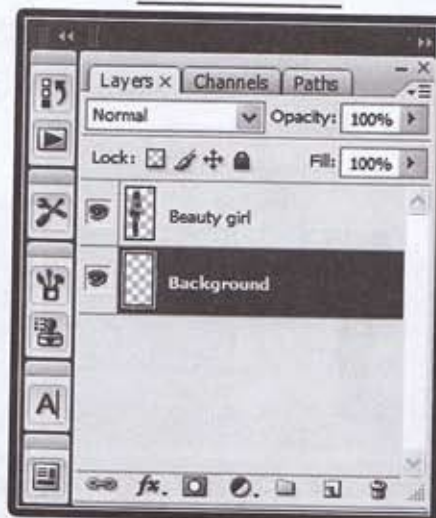 Layers × Channels Paths
Normal Opacity: 100%
Lock: Fill: 100%
Beauty girl
Background
A
fx.